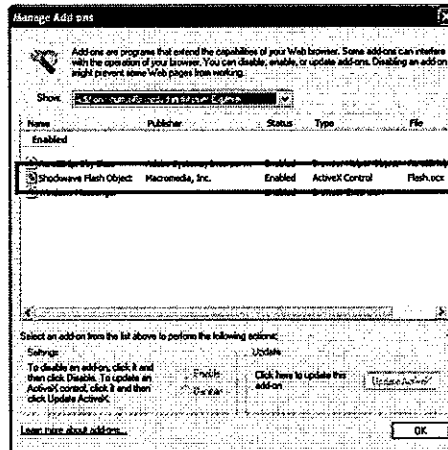 Manage Add-ons
Add-ons are programs that extend the capabilities of your Web browser. Some add-ons can interfere
with the operation of your browser. You can disable, enable, or update add-ons. Disabling an add-on
might prevent some Web pages from working.
Show:
Name Publisher Status Type File
Enabled
Shockwave Flash Object Macromedia, Inc. Enabled ActiveX Control Flash.ocx
Select an add-on from the list above to perform the following actions:
Settings
To disable an add-on, click it and
then click Disable. To update an
ActiveX control, click it and then
click Update ActiveX.
Enable
Disable
Update
Click here to update this
add-on
Update ActiveX
Learn more about add-ons...
OK